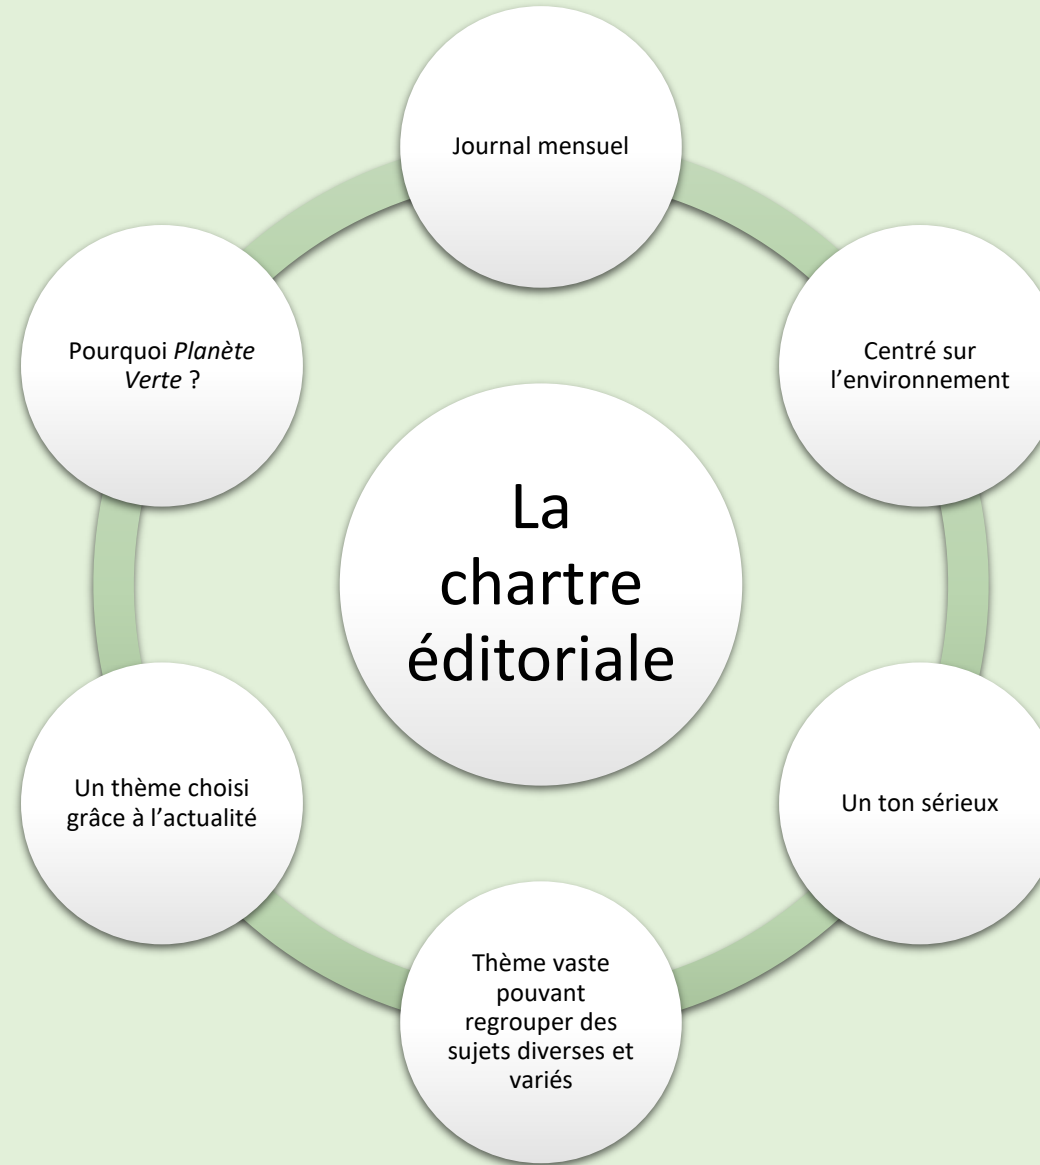 Journal mensuel
Pourquoi Planète
Verte ?
Centré sur
l’environnement
La
chartre
éditoriale
Un thème choisi
grâce à l’actualité
Un ton sérieux
Thème vaste
pouvant
regrouper des
sujets diverses et
variés